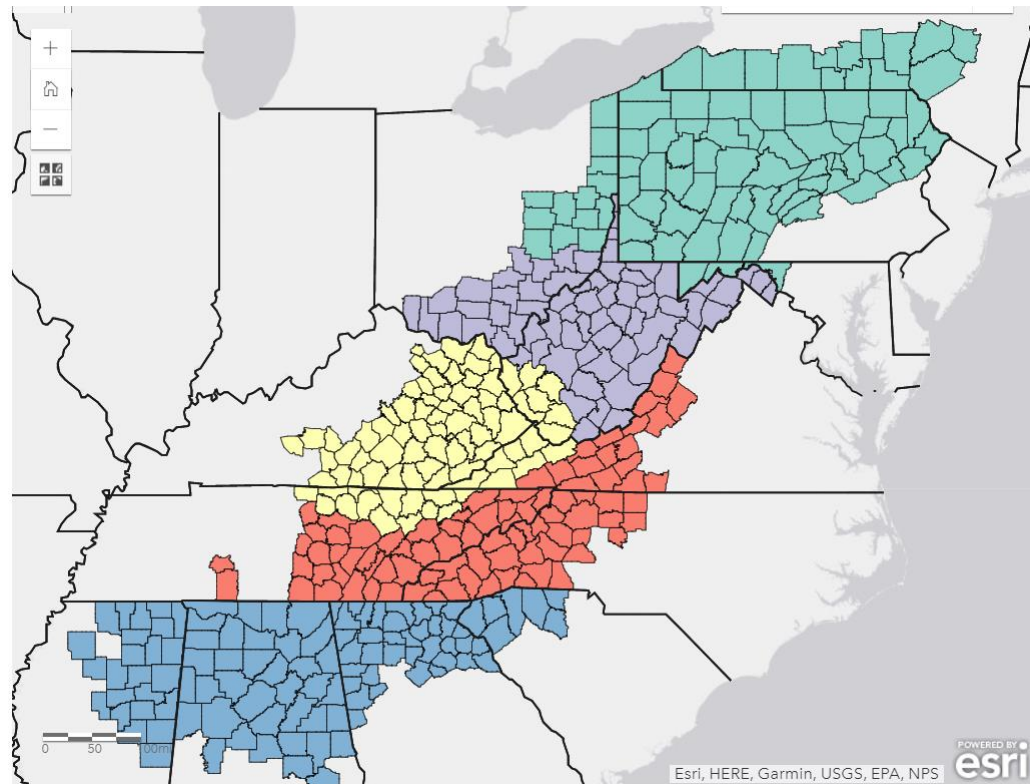 +
−
0 50 100mi
Esri, HERE, Garmin, USGS, EPA, NPS
POWERED BY
esri